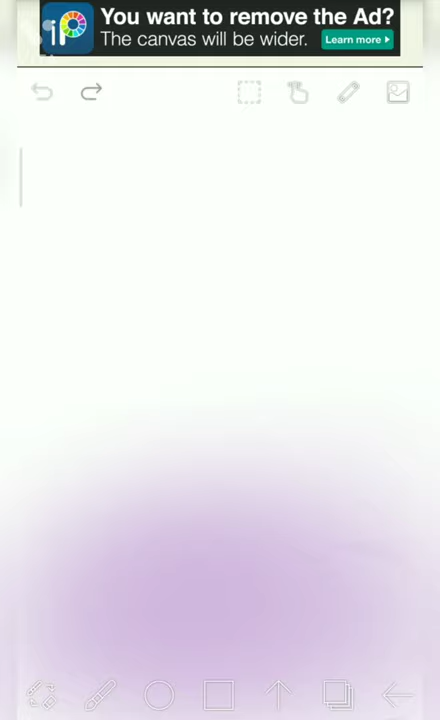 You want to remove the Ad?
The canvas will be wider.
Learn more